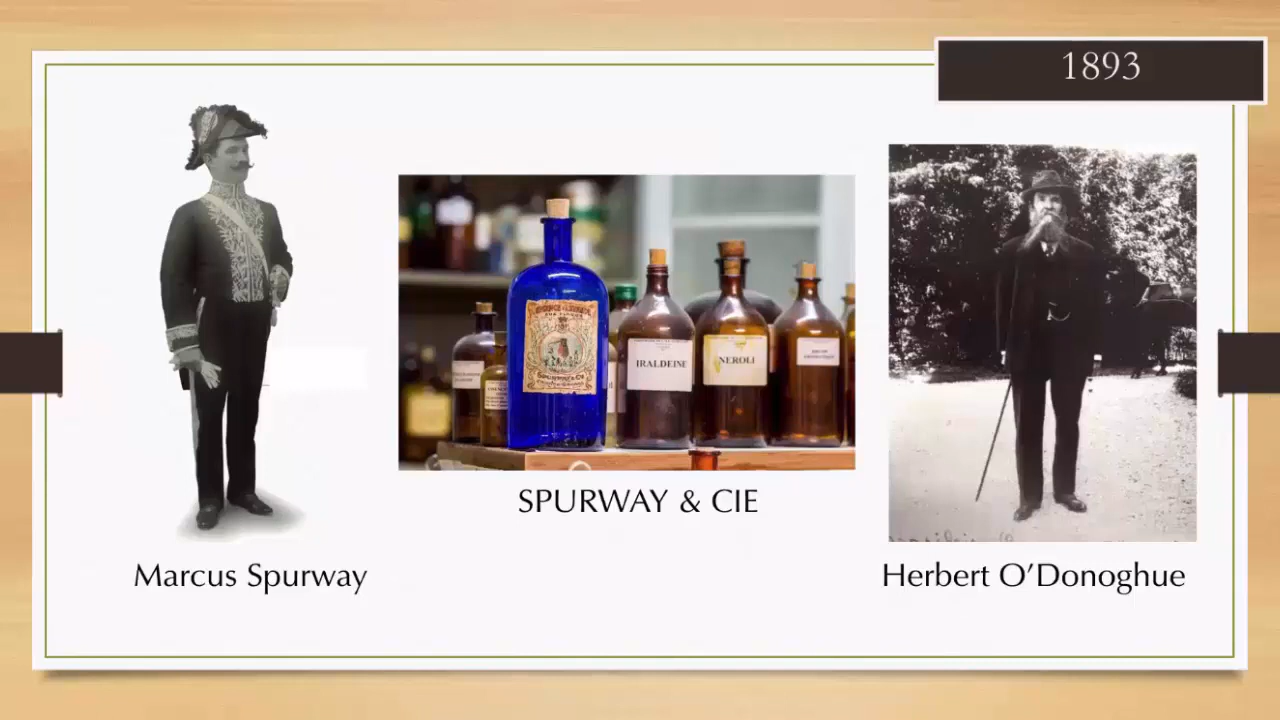 1893
IRALDEINE
NEROLI
SPURWAY & CIE
Marcus Spurway
Herbert O’Donoghue